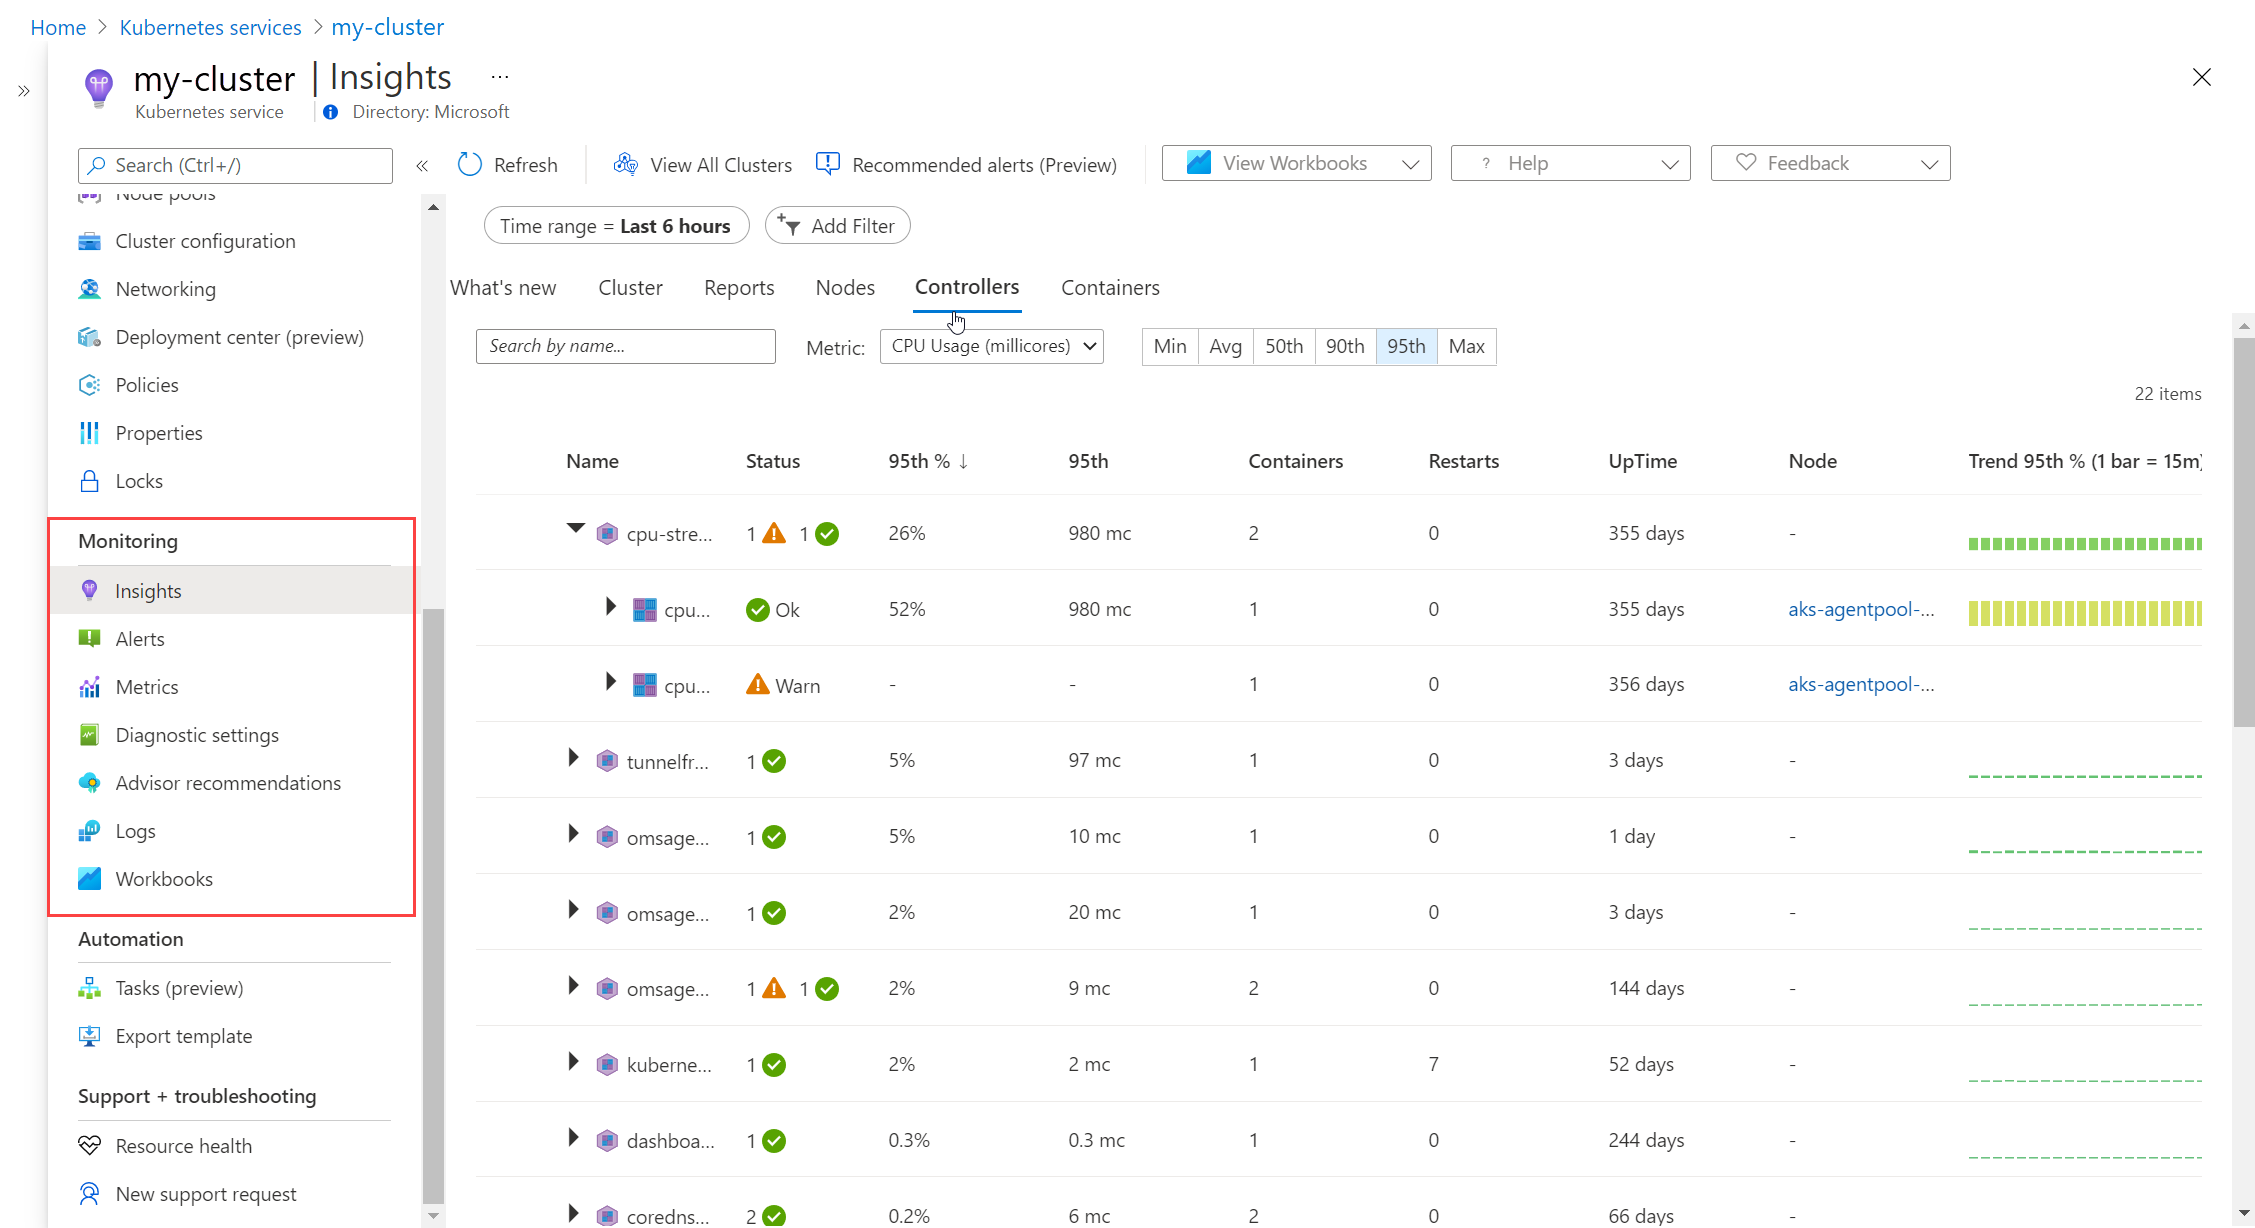 Home > Kubernetes services > my-cluster
» my-cluster | Insights ...
Kubernetes service Directory: Microsoft
Search (Ctrl+/) « Refresh View All Clusters Recommended alerts (Preview) View Workbooks ? Help Feedback
Node pools
Cluster configuration
Networking
Deployment center (preview)
Policies
Properties
Locks
Monitoring
Insights
Alerts
Metrics
Diagnostic settings
Advisor recommendations
Logs
Workbooks
Automation
Tasks (preview)
Export template
Support + troubleshooting
Resource health
New support request
Time range = Last 6 hours Add Filter
What's new Cluster Reports Nodes Controllers Containers
Search by name... Metric: CPU Usage (millicores) Min Avg 50th 90th 95th Max
22 items
Name Status 95th % ↓ 95th Containers Restarts UpTime Node Trend 95th % (1 bar = 15m)
cpu-stre... 1 1 26% 980 mc 2 0 355 days -
cpu... Ok 52% 980 mc 1 0 355 days aks-agentpool-...
cpu... Warn - - 1 0 356 days aks-agentpool-...
tunnelfr... 1 5% 97 mc 1 0 3 days -
omsage... 1 5% 10 mc 1 0 1 day -
omsage... 1 2% 20 mc 1 0 3 days -
omsage... 1 1 2% 9 mc 2 0 144 days -
kuberne... 1 2% 2 mc 1 7 52 days -
dashboa... 1 0.3% 0.3 mc 1 0 244 days -
coredns... 2 0.2% 6 mc 2 0 66 days -